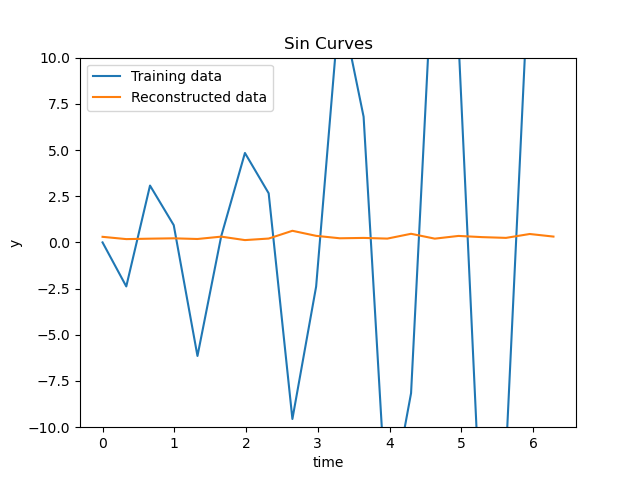 Sin Curves
Training data
Reconstructed data
10.0
7.5
5.0
2.5
0.0
−2.5
−5.0
−7.5
−10.0
y
0 1 2 3 4 5 6
time